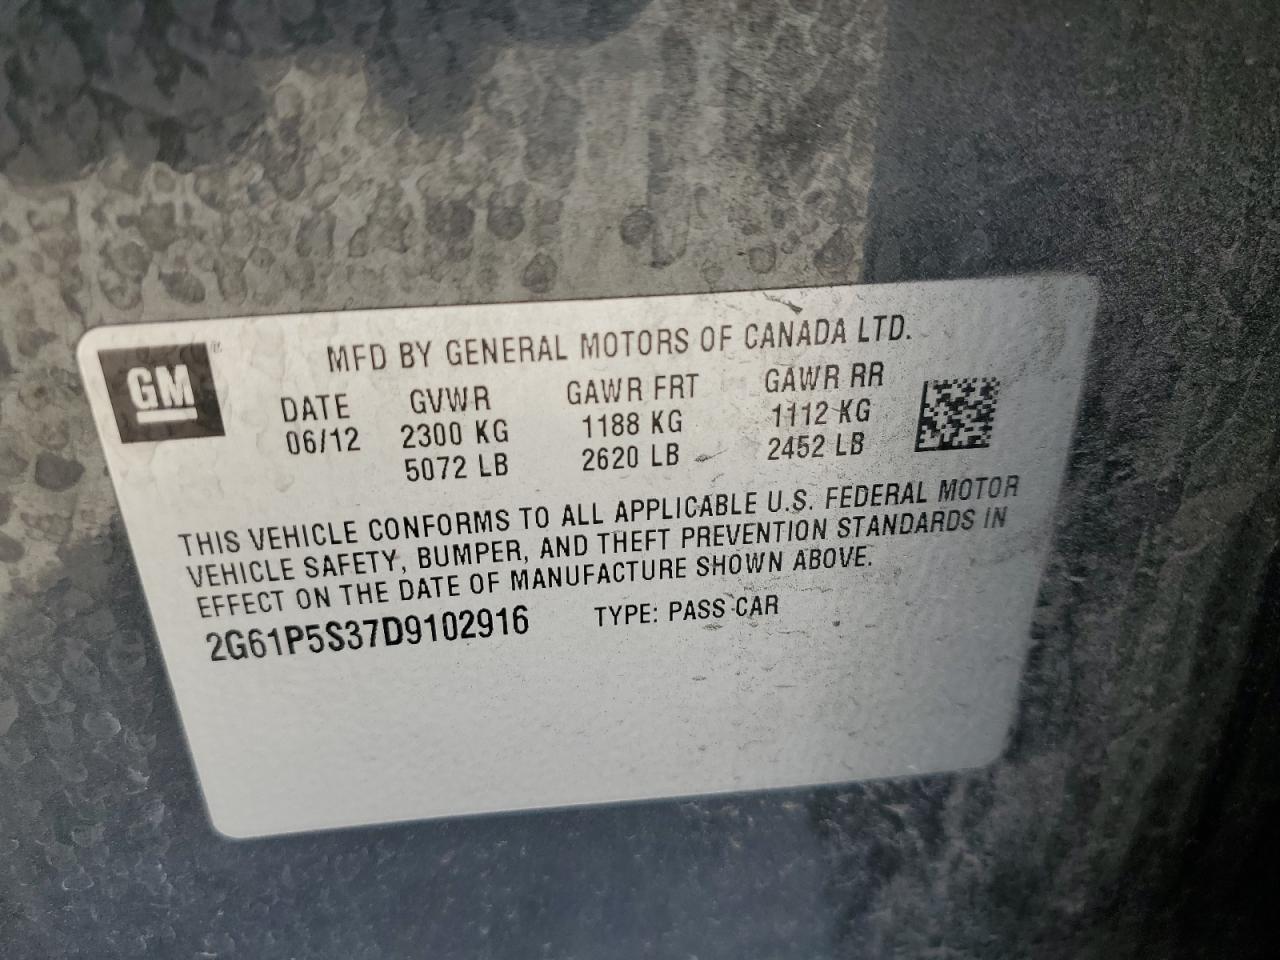 GM
MFD BY GENERAL MOTORS OF CANADA LTD.
DATE GVWR GAWR FRT GAWR RR
06/12 2300 KG 1188 KG 1112 KG
5072 LB 2620 LB 2452 LB
THIS VEHICLE CONFORMS TO ALL APPLICABLE U.S. FEDERAL MOTOR
VEHICLE SAFETY, BUMPER, AND THEFT PREVENTION STANDARDS IN
EFFECT ON THE DATE OF MANUFACTURE SHOWN ABOVE.
2G61P5S37D9102916 TYPE: PASS CAR